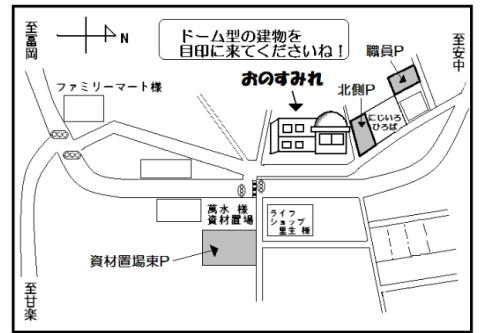 至富岡
N
ドーム型の建物を
目印に来てくださいね！
至安中
職員P
ファミリーマート様
おのすみれ
北側P
にじいろ
ひろば
萬水 様
資材置場
ライフ
ショップ
里生 様
資材置場東P
至甘楽